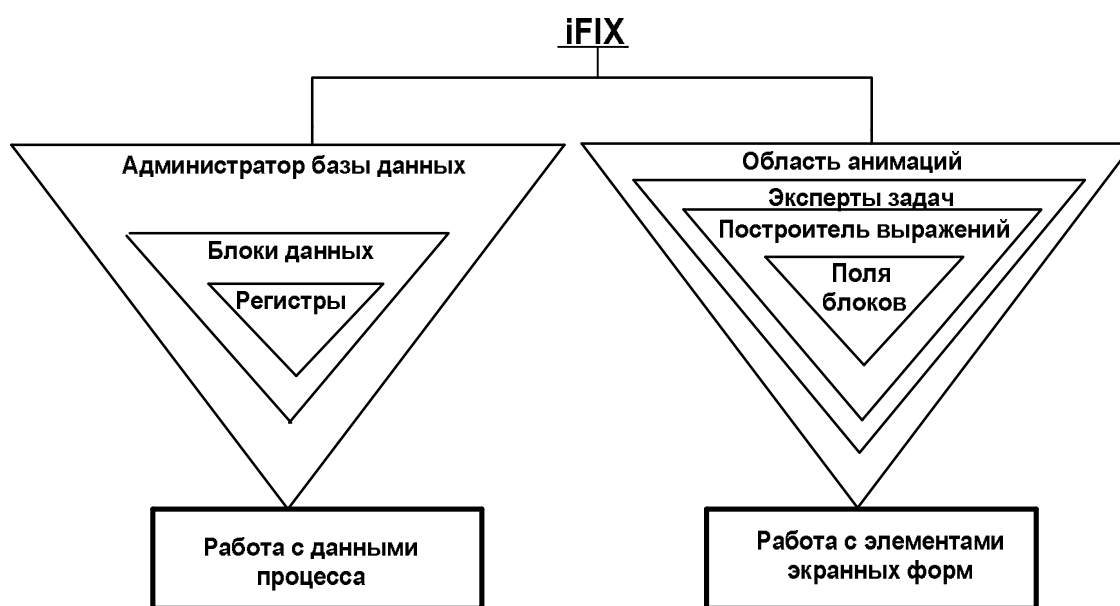 iFIX
Администратор базы данных
Блоки данных
Регистры
Работа с данными
процесса
Область анимаций
Эксперты задач
Построитель выражений
Поля
блоков
Работа с элементами
экранных форм